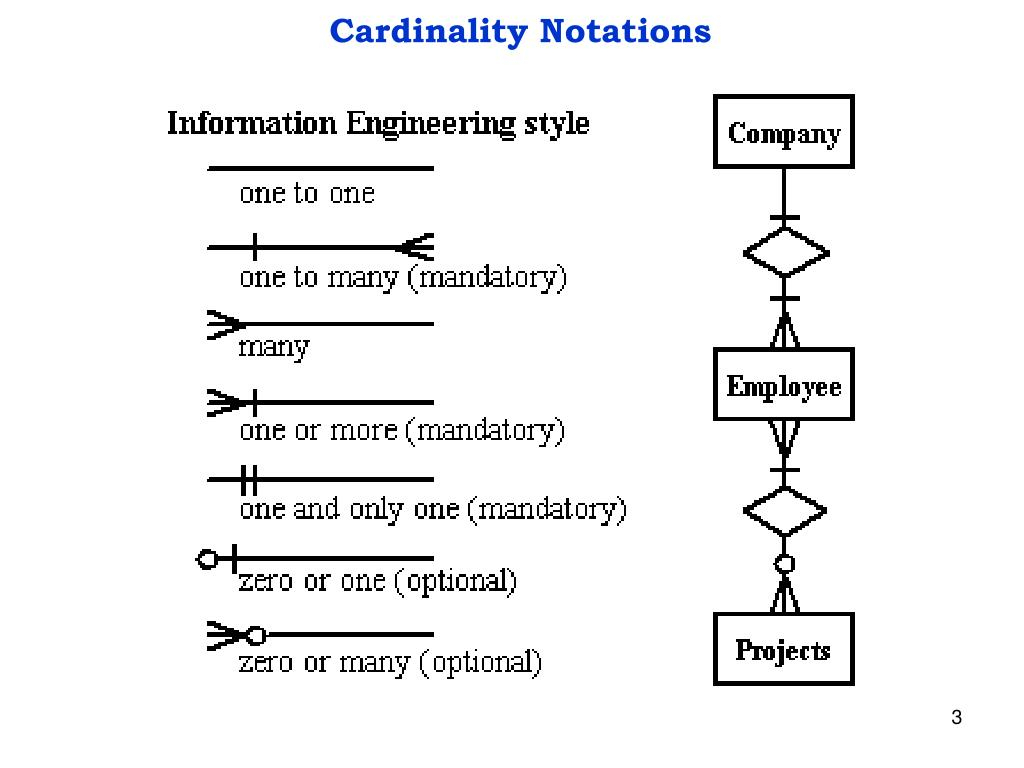 Cardinality Notations
Information Engineering style
one to one
one to many (mandatory)
many
one or more (mandatory)
one and only one (mandatory)
zero or one (optional)
zero or many (optional)
Company
Employee
Projects
3